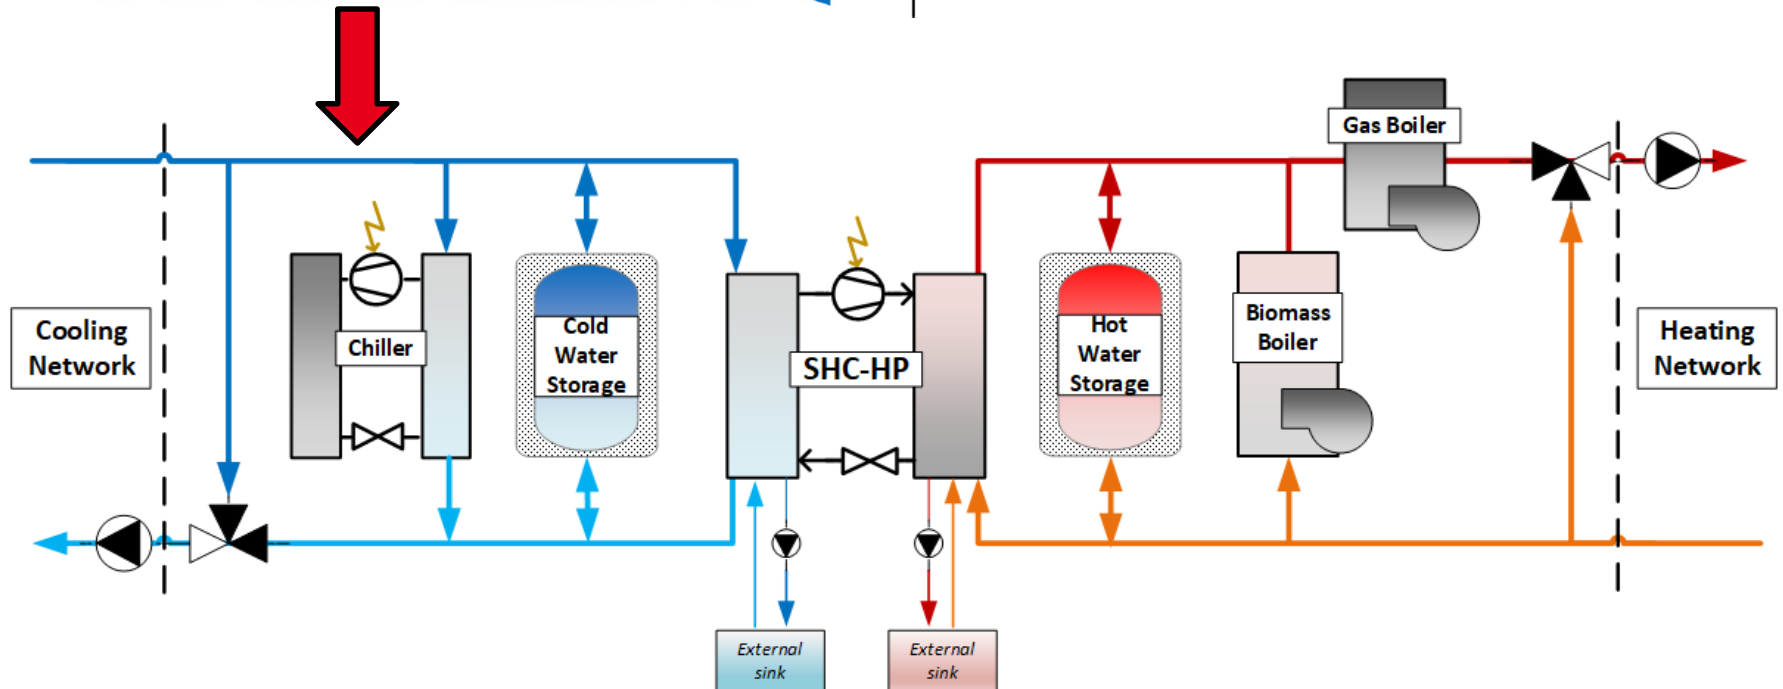 Gas Boiler
Cooling
Network
Chiller
Cold
Water
Storage
SHC-HP
Hot
Water
Storage
Biomass
Boiler
Heating
Network
External
sink
External
sink